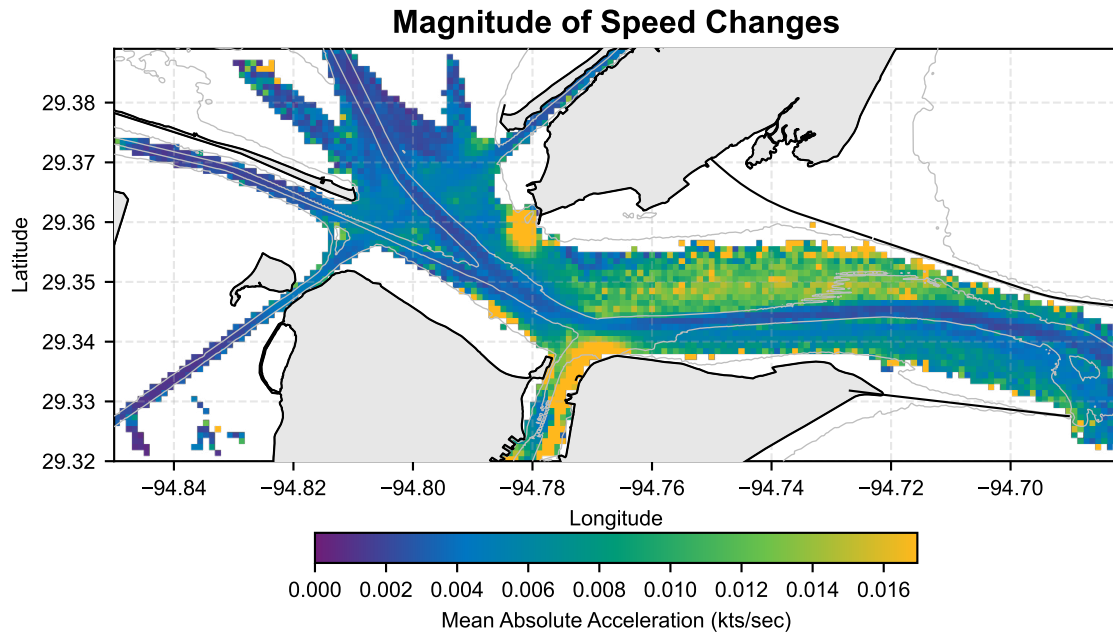 Magnitude of Speed Changes
29.38
29.37
29.36
29.35
29.34
29.33
29.32
Latitude
−94.84 −94.82 −94.80 −94.78 −94.76 −94.74 −94.72 −94.70
Longitude
0.000 0.002 0.004 0.006 0.008 0.010 0.012 0.014 0.016
Mean Absolute Acceleration (kts/sec)